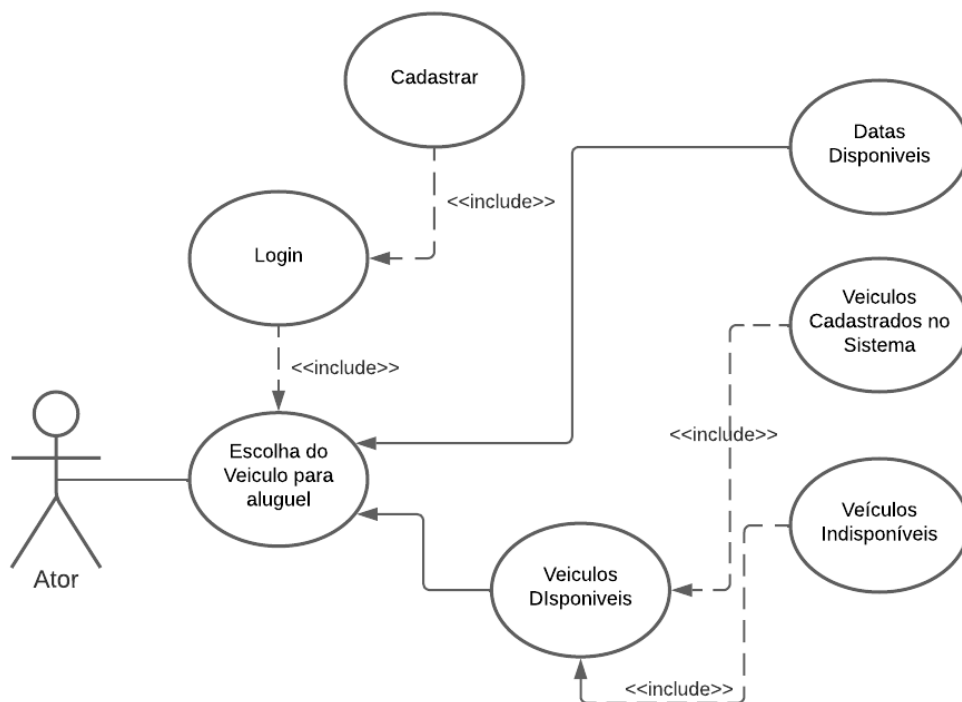 Cadastrar
Datas
Disponiveis
<<include>>
Login
Veiculos
Cadastrados no
Sistema
<<include>>
<<include>>
Escolha do
Veiculo para
aluguel
Veículos
Indisponíveis
Ator
Veiculos
DIsponiveis
<<include>>